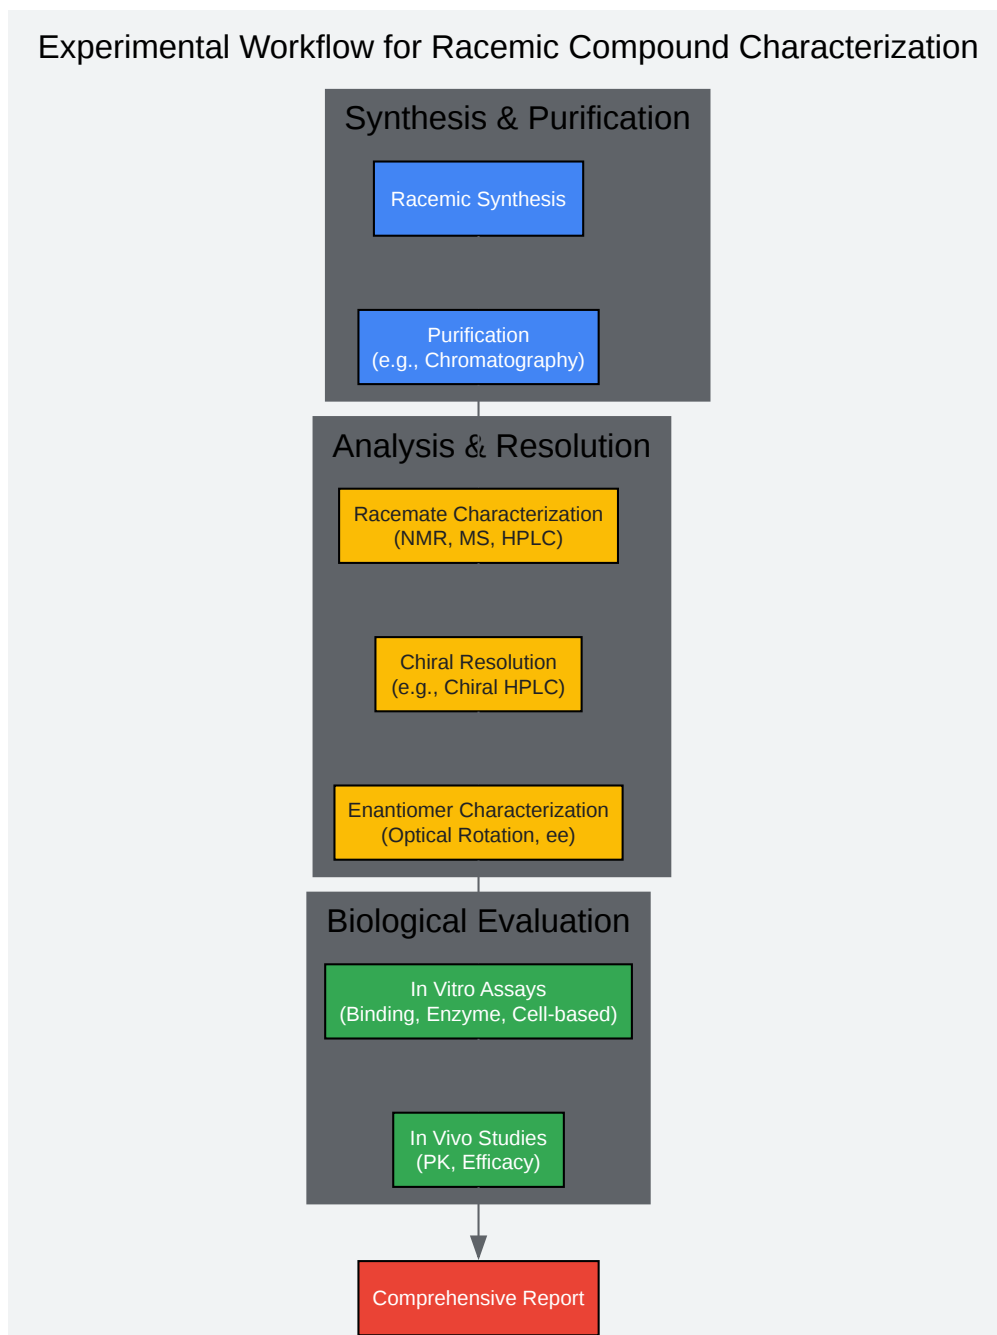 Experimental Workflow for Racemic Compound Characterization
Synthesis & Purification
Racemic Synthesis
Purification
(e.g., Chromatography)
Analysis & Resolution
Racemate Characterization
(NMR, MS, HPLC)
Chiral Resolution
(e.g., Chiral HPLC)
Enantiomer Characterization
(Optical Rotation, ee)
Biological Evaluation
In Vitro Assays
(Binding, Enzyme, Cell-based)
In Vivo Studies
(PK, Efficacy)
Comprehensive Report